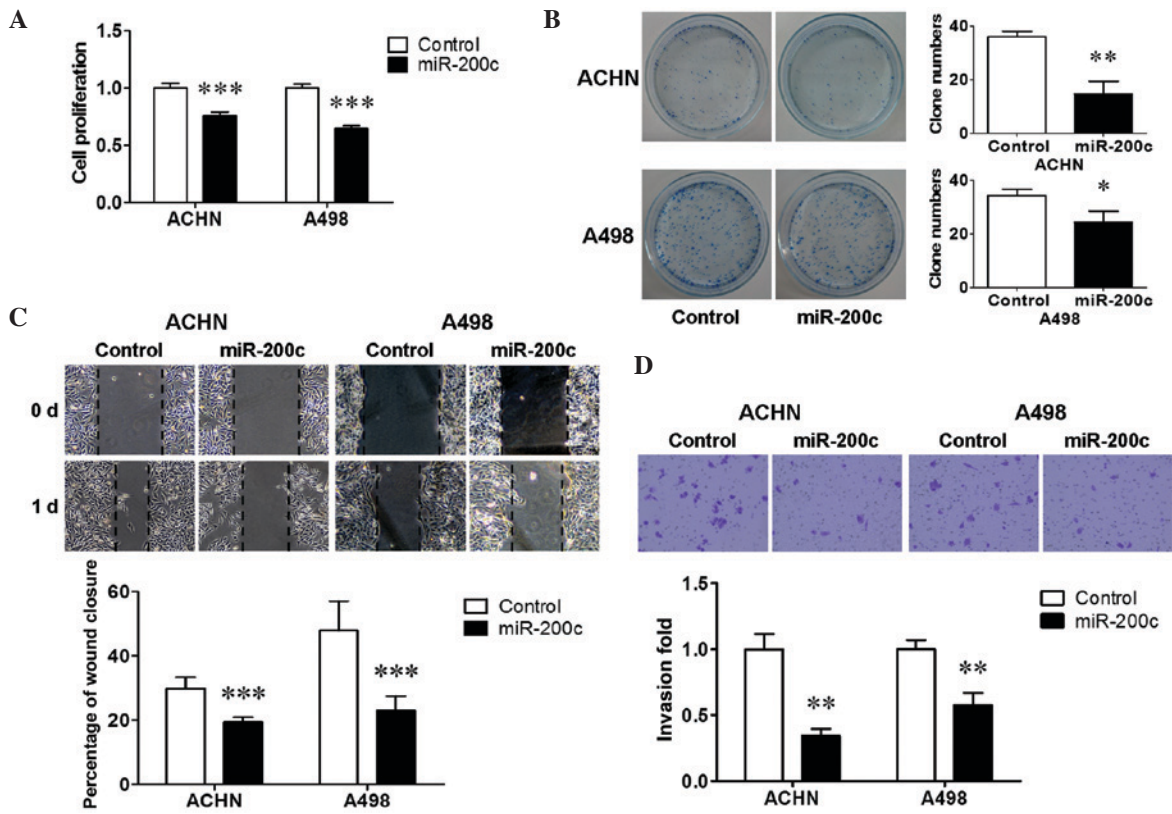 A
1.5
1.0
0.5
0.0
Cell proliferation
***
***
Control
miR-200c
ACHN
A498
B
ACHN
A498
Control
miR-200c
40
20
0
Clone numbers
**
Control
miR-200c
ACHN
40
20
0
Clone numbers
*
Control
miR-200c
A498
C
ACHN
A498
Control
miR-200c
Control
miR-200c
0 d
1 d
60
40
20
0
Percentage of wound closure
***
***
Control
miR-200c
ACHN
A498
D
ACHN
A498
Control
miR-200c
Control
miR-200c
1.5
1.0
0.5
0.0
Invasion fold
**
**
Control
miR-200c
ACHN
A498